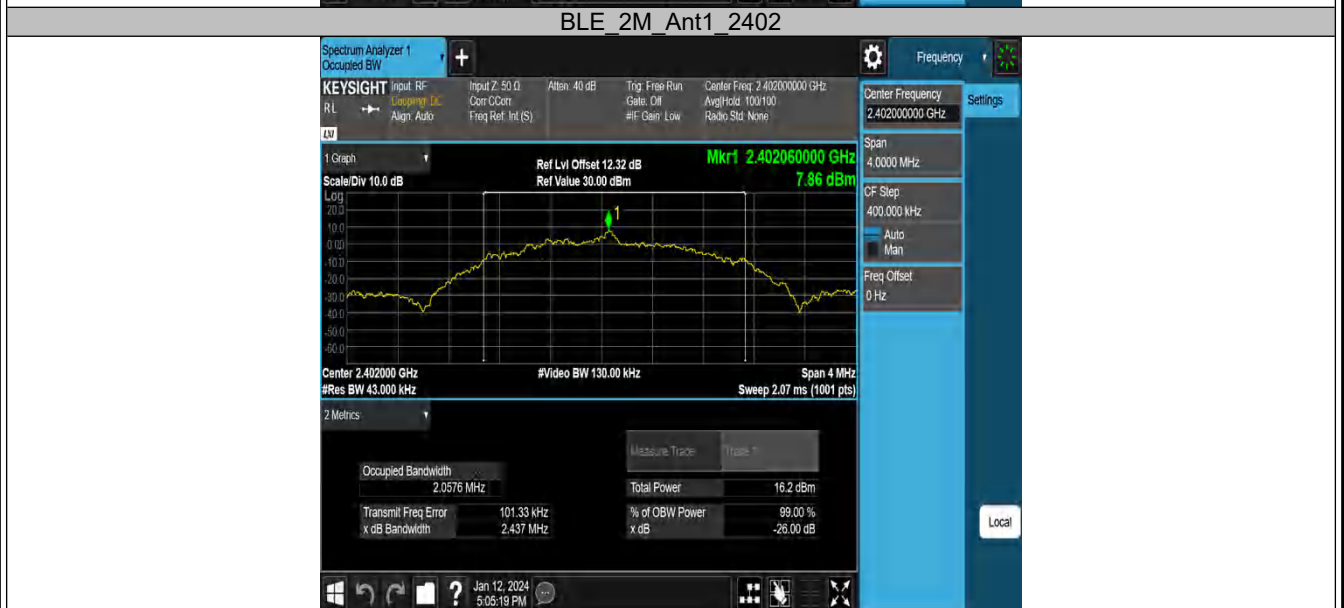 BLE_2M_Ant1_2402
Spectrum Analyzer 1
Occupied BW
+
Frequency
KEYSIGHT
Input: RF
Coupling: DC
Align: Auto
Input Z: 50 Ω
Corr CCorr
Freq Ref: Int (S)
Atten: 40 dB
Trig: Free Run
Gate: Off
#IF Gain: Low
Center Freq: 2.402000000 GHz
Avg|Hold: 100/100
Radio Std: None
RL
LXI
Center Frequency
2.402000000 GHz
Settings
Span
4.0000 MHz
CF Step
400.000 kHz
Auto
Man
Freq Offset
0 Hz
1 Graph
Scale/Div 10.0 dB
Ref Lvl Offset 12.32 dB
Ref Value 30.00 dBm
Mkr1 2.402060000 GHz
7.86 dBm
Log
20.0
10.0
0.00
-10.0
-20.0
-30.0
-40.0
-50.0
-60.0
1
Center 2.402000 GHz
#Video BW 130.00 kHz
Span 4 MHz
#Res BW 43.000 kHz
Sweep 2.07 ms (1001 pts)
2 Metrics
Measure Trace
Trace 1
Occupied Bandwidth
2.0576 MHz
Total Power
16.2 dBm
Transmit Freq Error
101.33 kHz
% of OBW Power
99.00 %
x dB Bandwidth
2.437 MHz
x dB
-26.00 dB
Local
?
Jan 12, 2024
5:05:19 PM